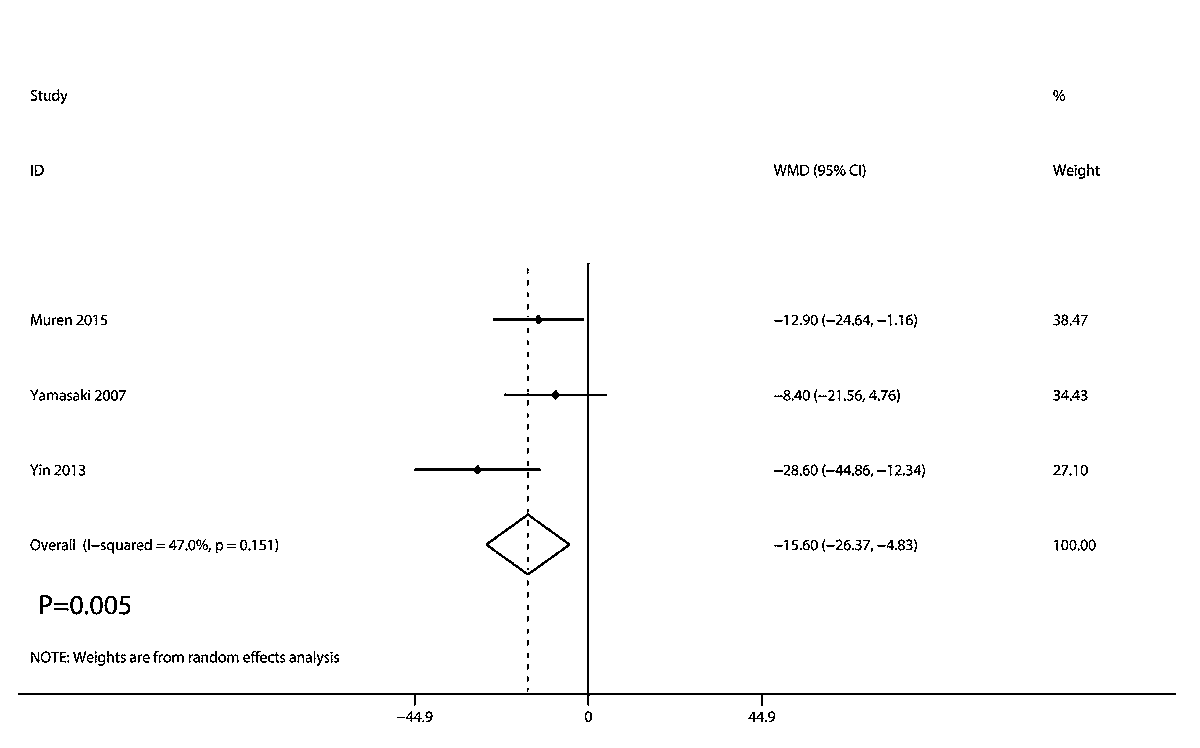 Study %
ID WMD (95% CI) Weight
Muren 2015 −12.90 (−24.64, −1.16) 38.47
Yamasaki 2007 −8.40 (−21.56, 4.76) 34.43
Yin 2013 −28.60 (−44.86, −12.34) 27.10
Overall (I−squared = 47.0%, p = 0.151) −15.60 (−26.37, −4.83) 100.00
P=0.005
NOTE: Weights are from random effects analysis
−44.9 0 44.9